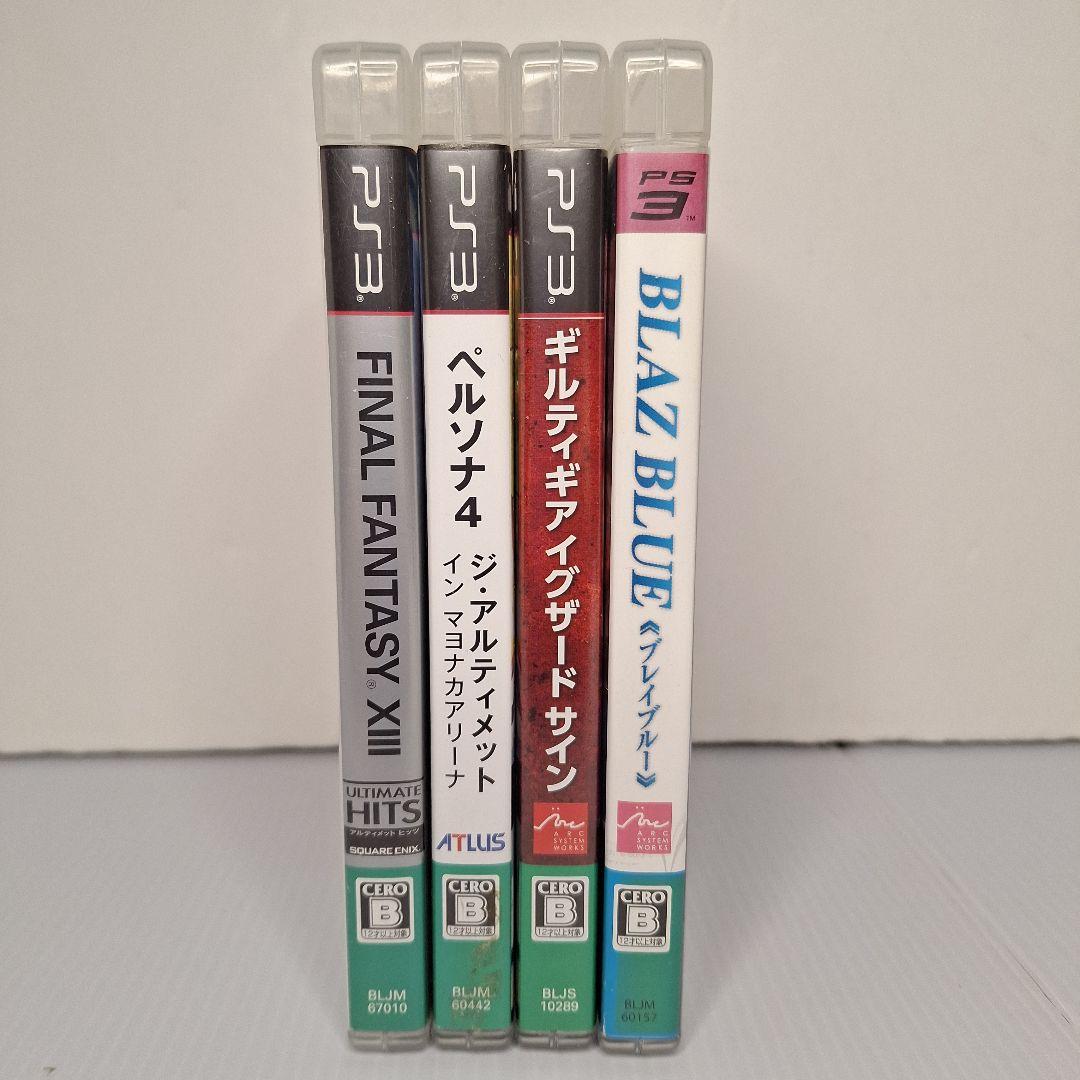 PS3®
FINAL FANTASY® XIII
ULTIMATE
HITS
アルティメット ヒッツ
SQUARE ENIX.
CERO
B
12才以上対象
BLJM
67010
PS3®
ペルソナ4
ジ・アルティメット
イン マヨナカアリーナ
ATLUS
CERO
B
12才以上対象
BLJM
60442
PS3®
ギルティギア イグザード サイン
Arc
ARC
SYSTEM
WORKS
CERO
B
12才以上対象
BLJS
10289
PS
3™
BLAZ BLUE
《ブレイブルー》
Arc
ARC
SYSTEM
WORKS
CERO
B
12才以上対象
BLJM
60157